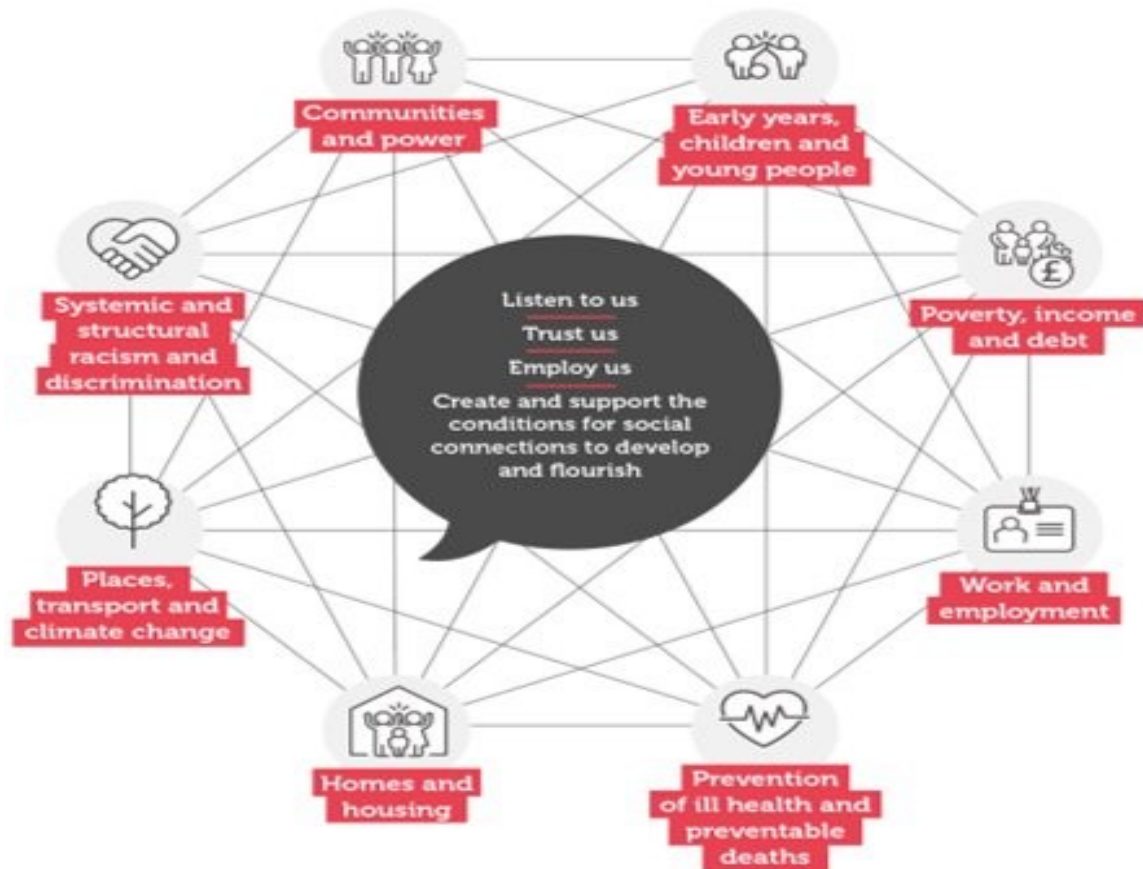 Communities
and power
Early years,
children and
young people
Systemic and
structural
racism and
discrimination
Listen to us
Trust us
Employ us
Create and support the
conditions for social
connections to develop
and flourish
£
Poverty, income
and debt
Places,
transport and
climate change
Work and
employment
Homes and
housing
Prevention
of ill health and
preventable
deaths